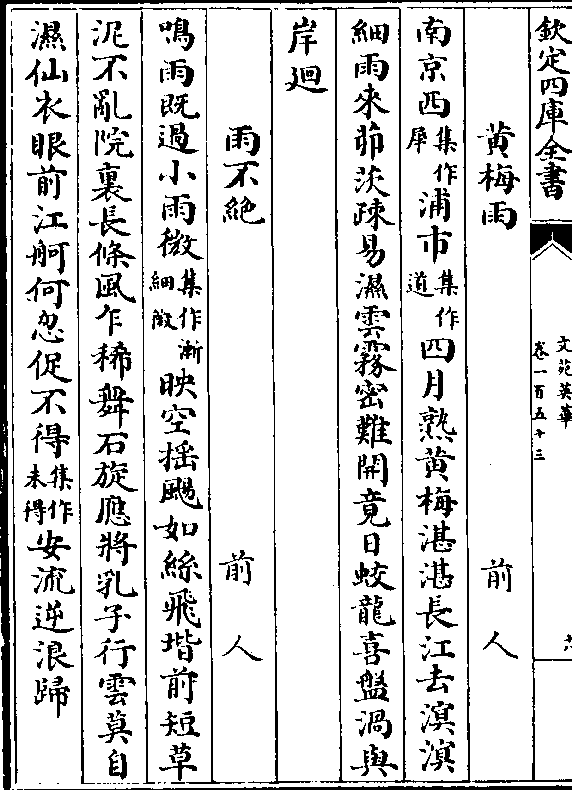 欽定四庫全書
文苑英華
卷一百五十三
黄梅雨 前人
南京西集作犀浦市集作道四月熟黄梅湛湛長江去溟溟
細雨來茆茨疎易濕雲霧密難開竟日蛟龍喜盤渦與
岸廻
雨不絶 前人
鳴雨既過小雨微集作漸細微映空揺颺如絲飛堦前短草
泥不亂院裏長條風乍稀舞石旋應將乳子行雲莫自
濕仙衣眼前江舸何忽促不得集作未得安流逆浪歸